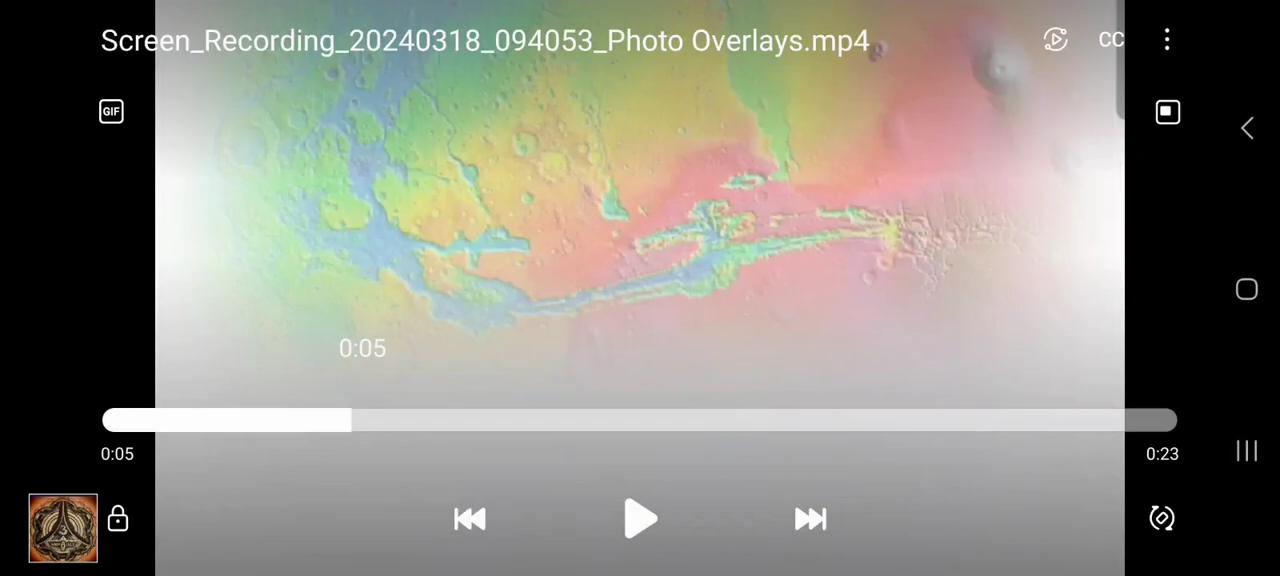 Screen_Recording_20240318_094053_Photo Overlays.mp4
CC
GIF
0:05
0:05
0:23